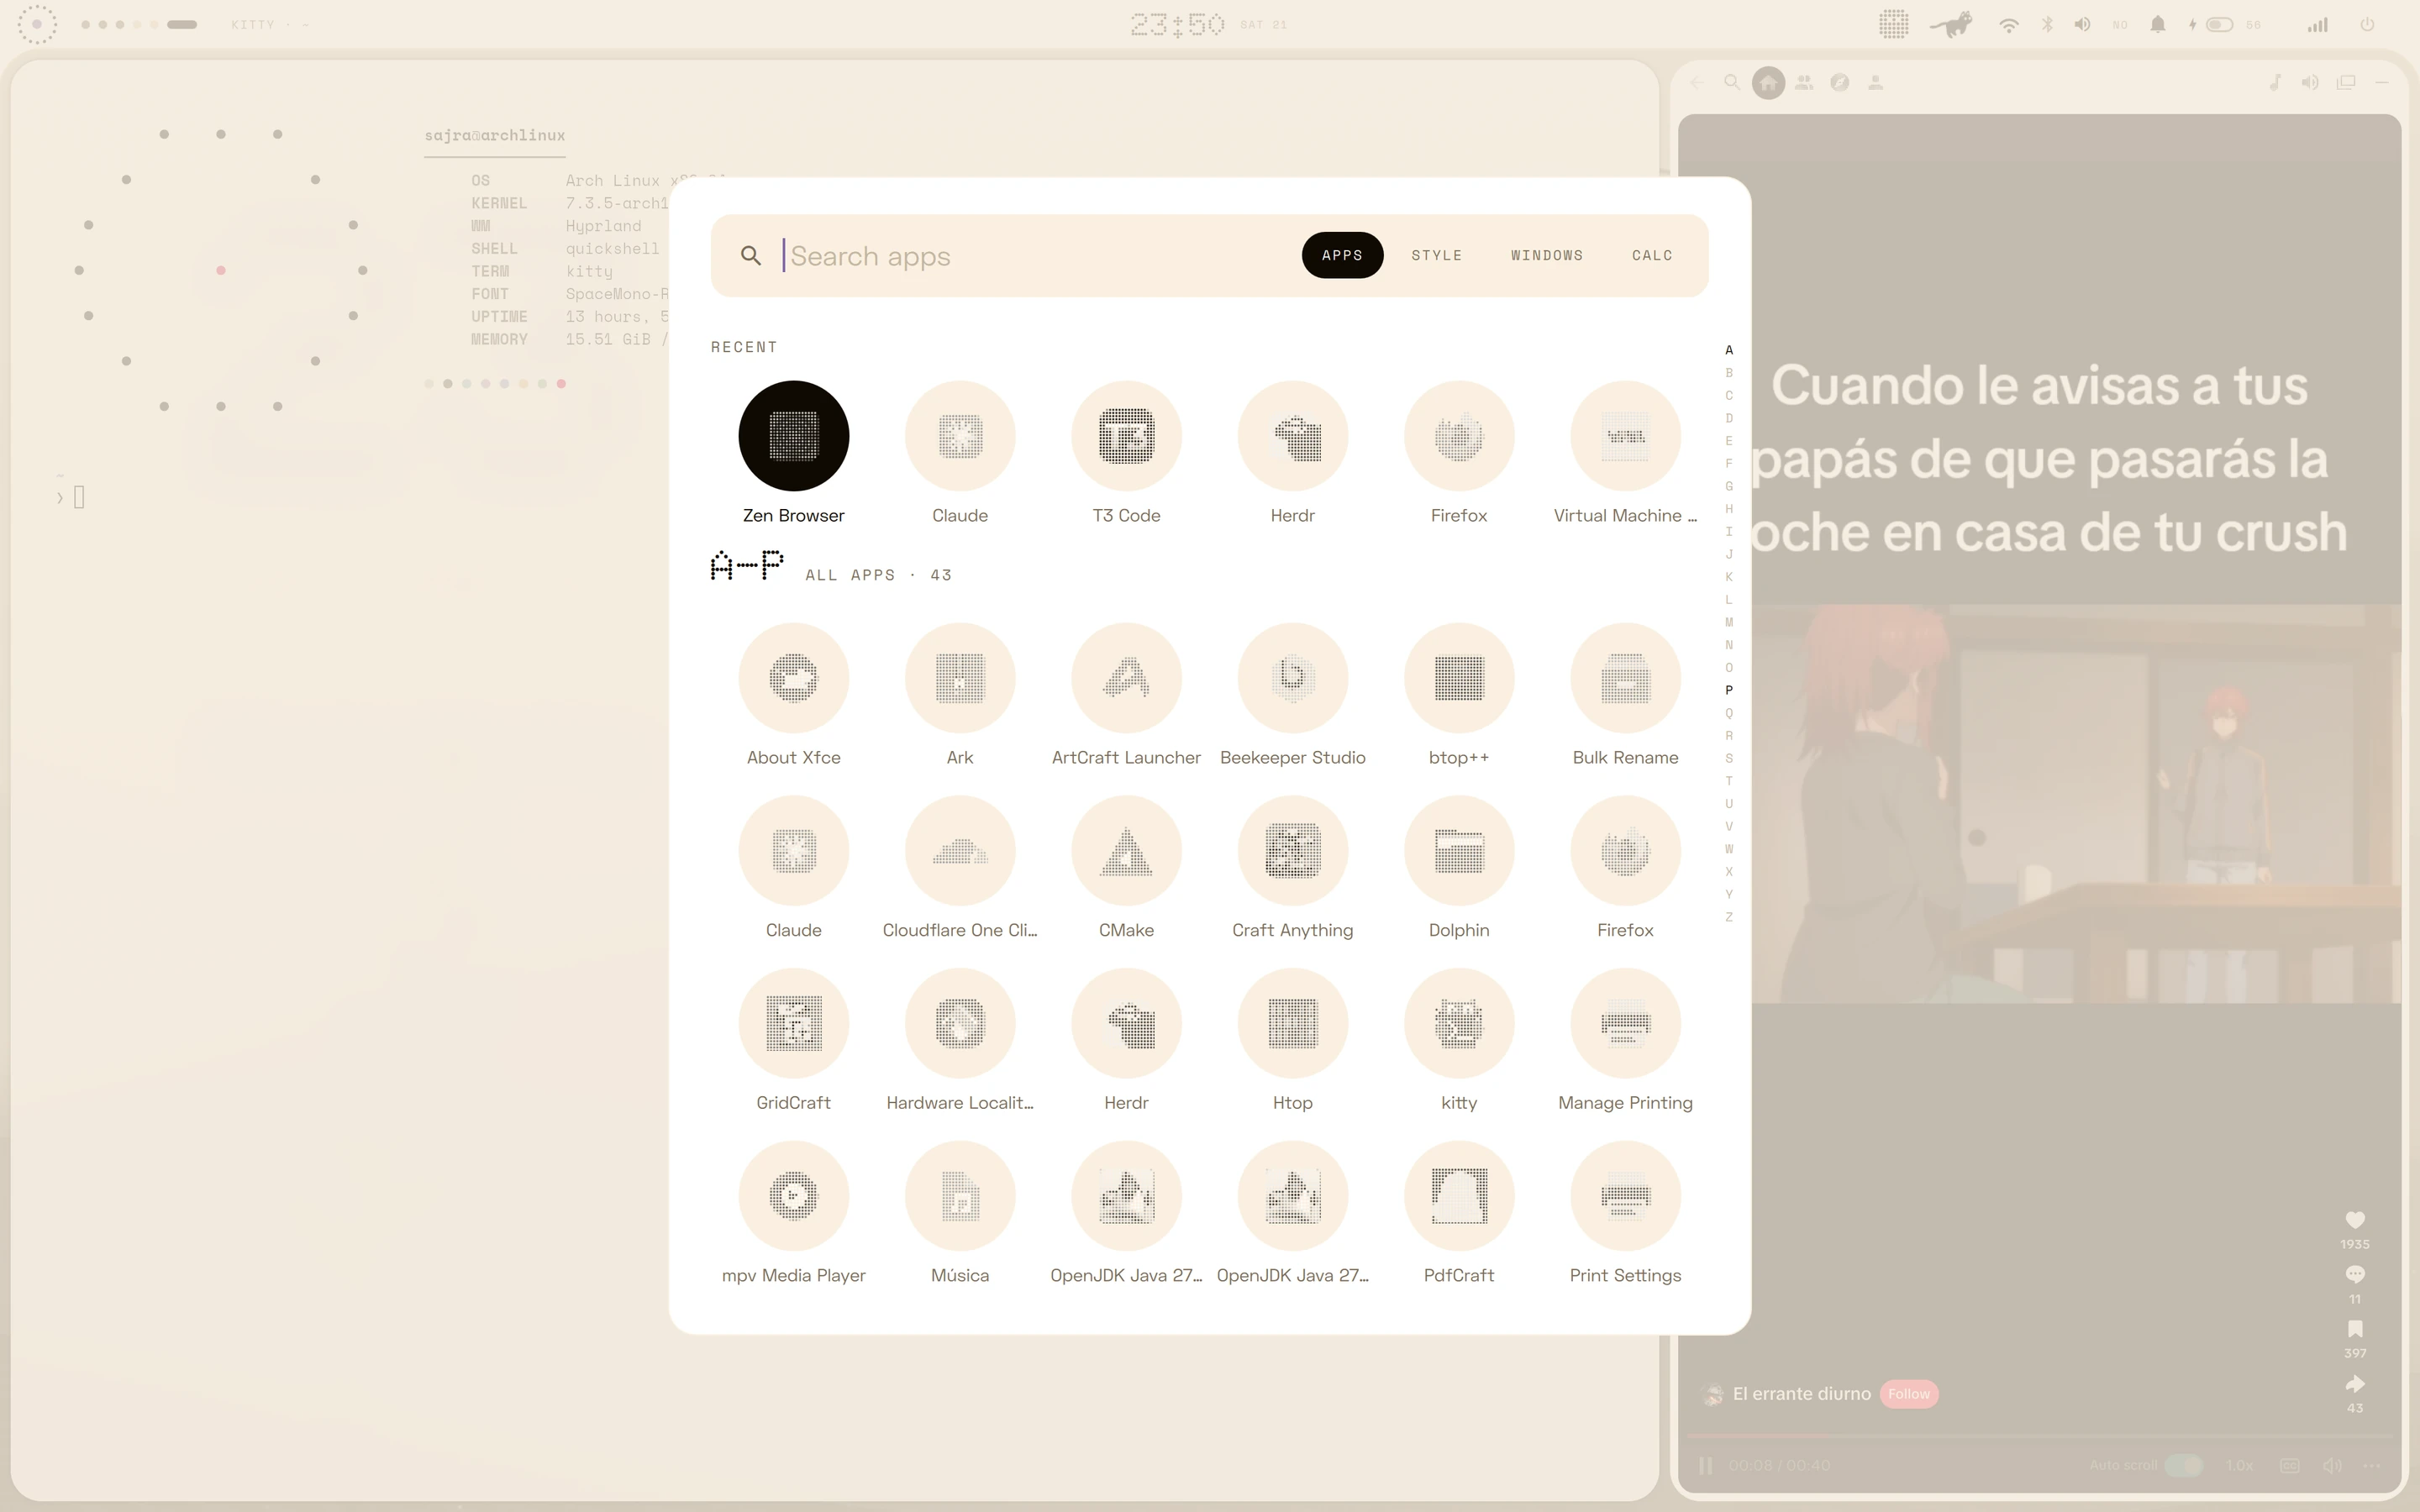 KITTY · ~
23:50 SAT 21
NO
56
sajra@archlinux
OS Arch Linux
KERNEL 7.3.5-arch1
WM Hyprland
SHELL quickshell
TERM kitty
FONT SpaceMono-R
UPTIME 13 hours, 5
MEMORY 15.51 GiB /
~
❯
Search apps
APPS STYLE WINDOWS CALC
RECENT
Zen Browser Claude T3 Code Herdr Firefox Virtual Machine …
A–P ALL APPS · 43
About Xfce Ark ArtCraft Launcher Beekeeper Studio btop++ Bulk Rename
Claude Cloudflare One Cli… CMake Craft Anything Dolphin Firefox
GridCraft Hardware Localit… Herdr Htop kitty Manage Printing
mpv Media Player Música OpenJDK Java 27… OpenJDK Java 27… PdfCraft Print Settings
A
B
C
D
E
F
G
H
I
J
K
L
M
N
O
P
Q
R
S
T
U
V
W
X
Y
Z
Cuando le avisas a tus
papás de que pasarás la
oche en casa de tu crush
1935
11
397
43
El errante diurno Follow
00:03 / 00:40 Auto scroll 1.0x CC